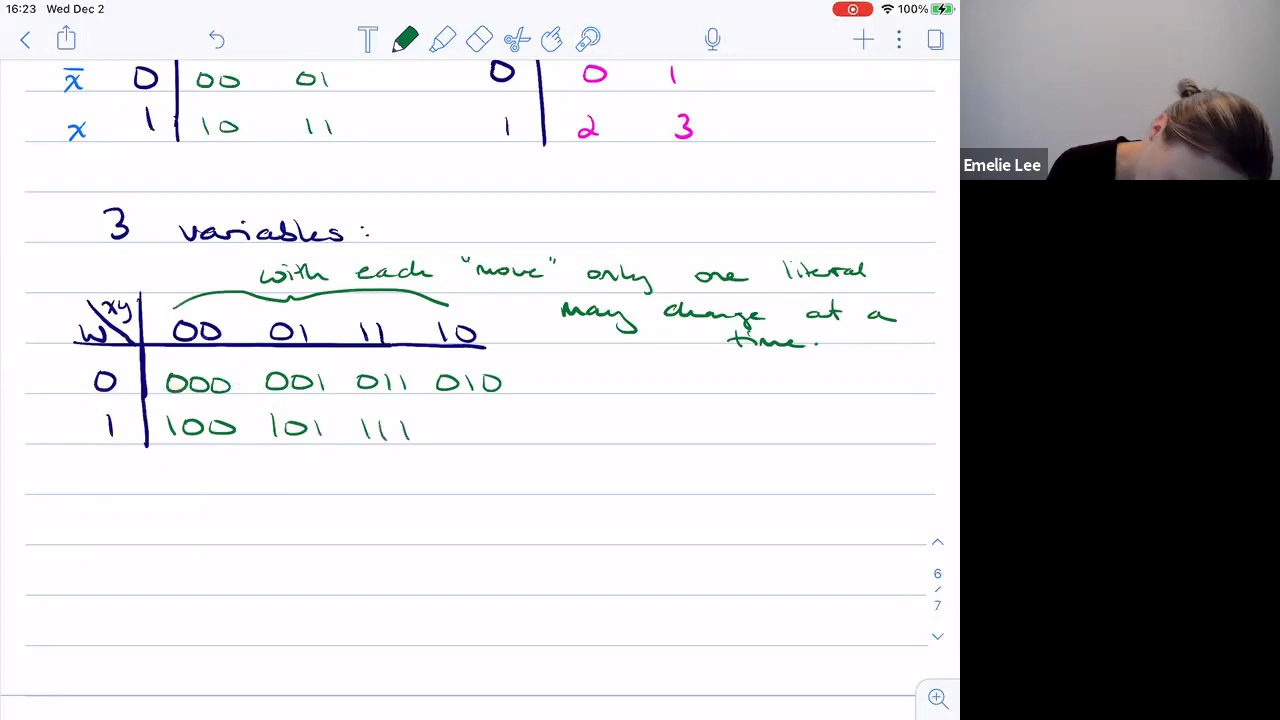 16:23 Wed Dec 2
100%
x̅ 0 00 01 0 0 1
x 1 10 11 1 2 3
Emelie Lee
3 variables:
with each "move" only one literal
may change at a
time.
w\xy 00 01 11 10
0 000 001 011 010
1 100 101 111
6
/
7